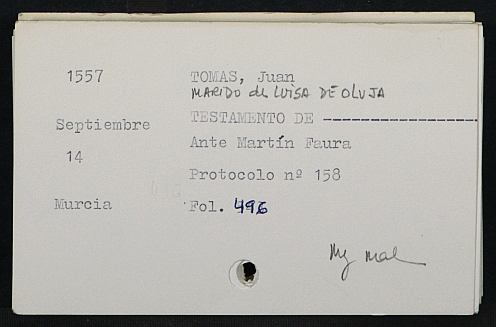 1557 TOMAS, Juan
MARIDO de LUISA DE OLUJA
Septiembre TESTAMENTO DE --------------------
14 Ante Martín Faura
Protocolo nº 158
Murcia Fol. 496
My mal